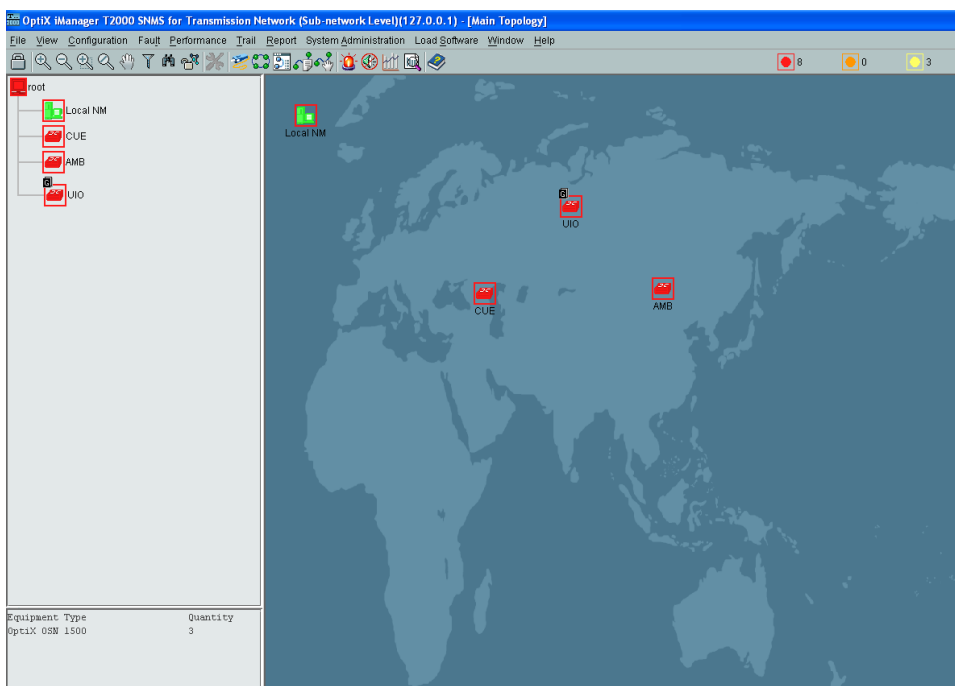 OptiX iManager T2000 SNMS for Transmission Network (Sub-network Level)(127.0.0.1) - [Main Topology]
File View Configuration Fault Performance Trail Report System Administration Load Software Window Help
8 0 3
root
Local NM
CUE
AMB
G
UIO
Local NM
G
UIO
CUE
AMB
Equipment Type Quantity
OptiX OSN 1500 3